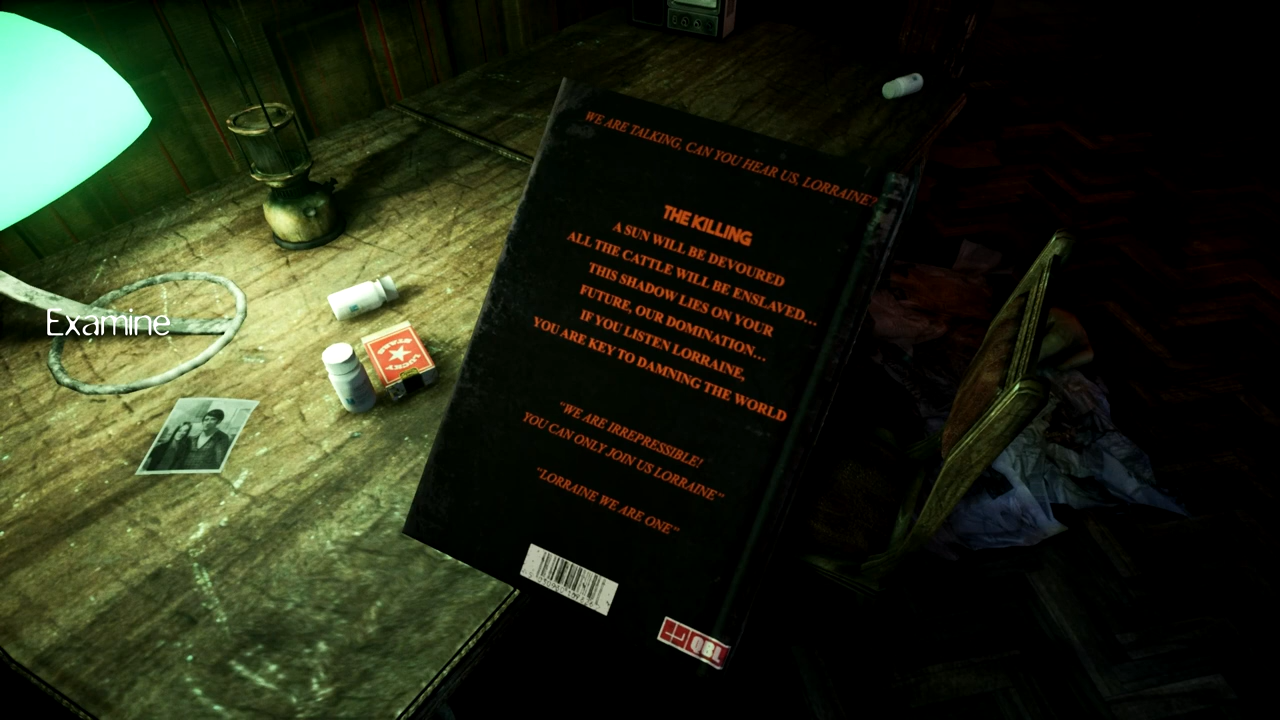 WE ARE TALKING, CAN YOU HEAR US, LORRAINE?
THE KILLING
A SUN WILL BE DEVOURED
ALL THE CATTLE WILL BE ENSLAVED...
THIS SHADOW LIES ON YOUR
FUTURE, OUR DOMINATION...
IF YOU LISTEN LORRAINE,
YOU ARE KEY TO DAMNING THE WORLD
"WE ARE IRREPRESSIBLE!
YOU CAN ONLY JOIN US LORRAINE"
"LORRAINE WE ARE ONE"
Examine
LUCKY
QBL